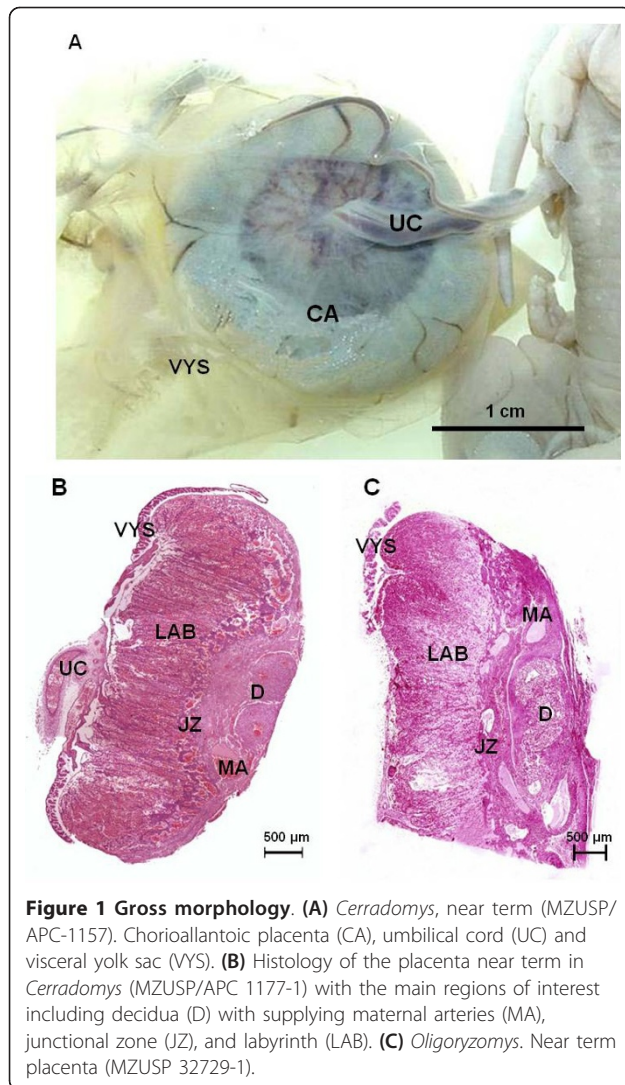 A
UC
CA
VYS
1 cm
B
VYS
LAB
UC
D
JZ
MA
500 µm
C
VYS
MA
LAB
D
JZ
500 µm
Figure 1 Gross morphology. (A) Cerradomys, near term (MZUSP/
APC-1157). Chorioallantoic placenta (CA), umbilical cord (UC) and
visceral yolk sac (VYS). (B) Histology of the placenta near term in
Cerradomys (MZUSP/APC 1177-1) with the main regions of interest
including decidua (D) with supplying maternal arteries (MA),
junctional zone (JZ), and labyrinth (LAB). (C) Oligoryzomys. Near term
placenta (MZUSP 32729-1).